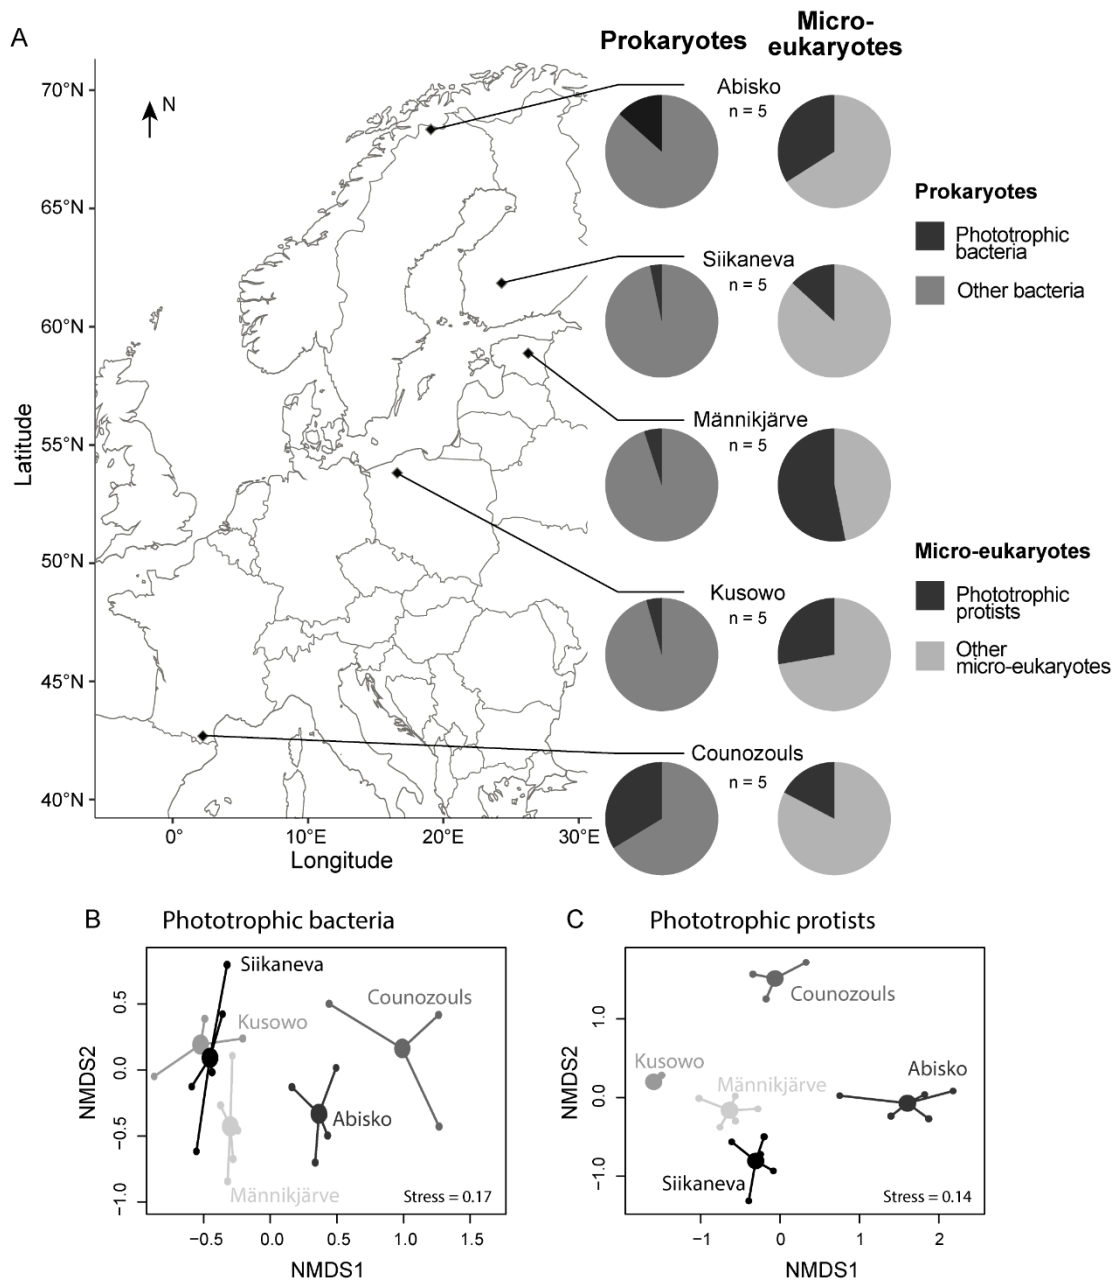 A
Prokaryotes
Micro-
eukaryotes
70°N
65°N
60°N
55°N
50°N
45°N
40°N
Latitude
N
0°
10°E
20°E
30°E
Longitude
Abisko
n = 5
Siikaneva
n = 5
Männikjärve
n = 5
Kusowo
n = 5
Counozouls
n = 5
Prokaryotes
Phototrophic
bacteria
Other bacteria
Micro-eukaryotes
Phototrophic
protists
Other
micro-eukaryotes
B
Phototrophic bacteria
Siikaneva
Counozouls
Kusowo
Abisko
Männikjärve
Stress = 0.17
0.5
0.0
−0.5
−1.0
NMDS2
−0.5
0.0
0.5
1.0
1.5
NMDS1
C
Phototrophic protists
Counozouls
Kusowo
Männikjärve
Abisko
Siikaneva
Stress = 0.14
1.0
0.0
−1.0
NMDS2
−1
0
1
2
NMDS1